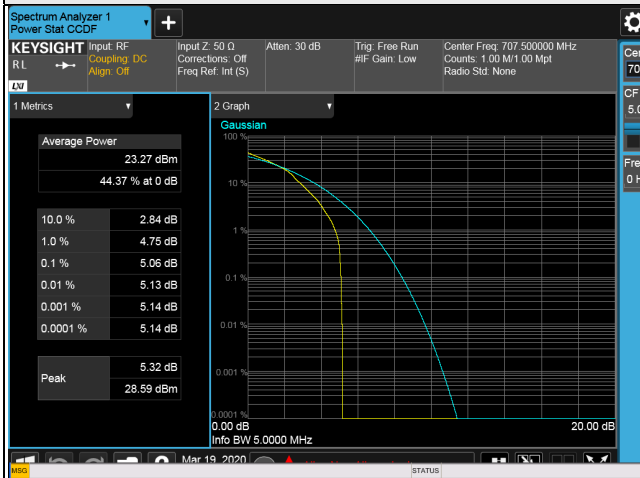 Spectrum Analyzer 1
Power Stat CCDF
KEYSIGHT
RL
LXI
Input: RF
Coupling: DC
Align: Off
Input Z: 50 Ω
Corrections: Off
Freq Ref: Int (S)
Atten: 30 dB
Trig: Free Run
#IF Gain: Low
Center Freq: 707.500000 MHz
Counts: 1.00 M/1.00 Mpt
Radio Std: None
Cen
70
CF
5.0
Fre
0 H
1 Metrics
Average Power
23.27 dBm
44.37 % at 0 dB
10.0 % 2.84 dB
1.0 % 4.75 dB
0.1 % 5.06 dB
0.01 % 5.13 dB
0.001 % 5.14 dB
0.0001 % 5.14 dB
Peak
5.32 dB
28.59 dBm
2 Graph
Gaussian
100 %
10 %
1 %
0.1 %
0.01 %
0.001 %
0.0001 %
0.00 dB
20.00 dB
Info BW 5.0000 MHz
Mar 19, 2020
MSG
STATUS